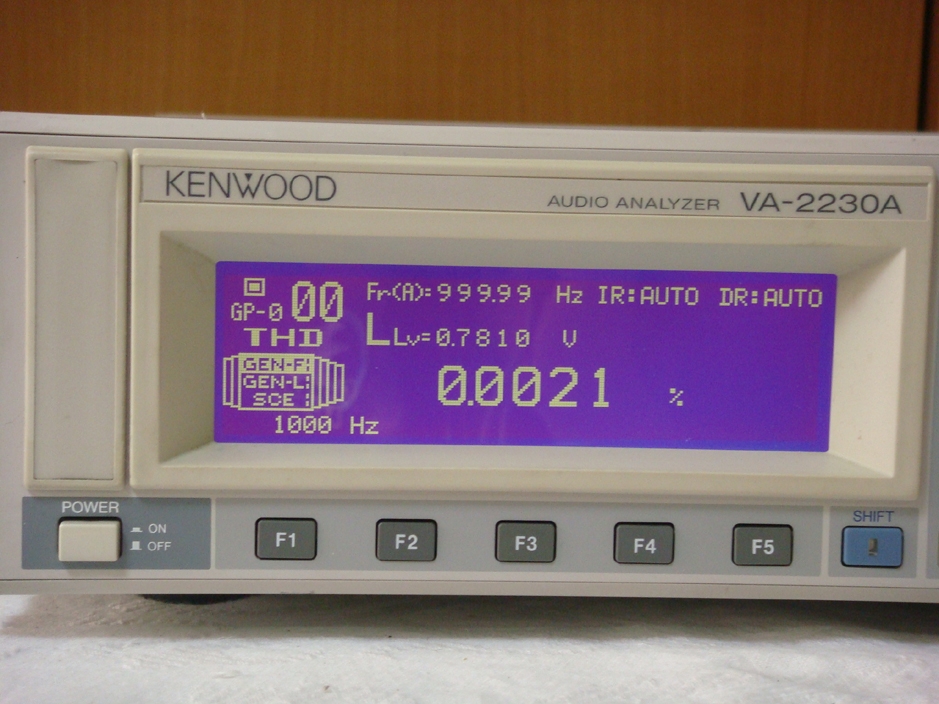 KENWOOD
AUDIO ANALYZER VA-2230A
GP-0 00 Fr(A)=999.99 Hz IR:AUTO DR:AUTO
THD L Lv=0.7810 V
GEN-F:
GEN-L:
SCE :
0.0021 %
1000 Hz
POWER
ON
OFF
F1 F2 F3 F4 F5
SHIFT